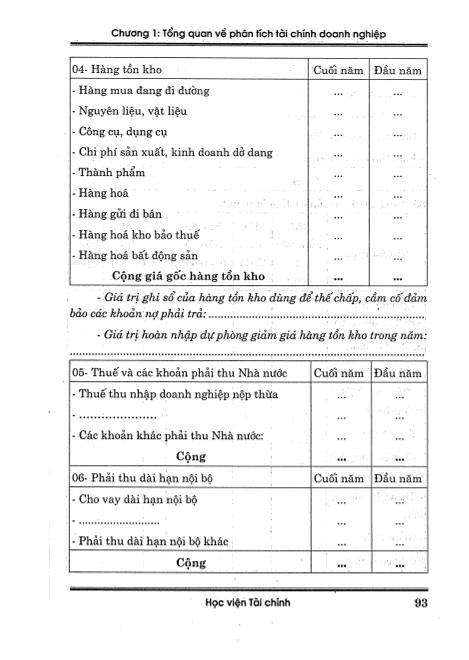 Chương 1: Tổng quan về phân tích tài chính doanh nghiệp
04- Hàng tồn kho Cuối năm Đầu năm
- Hàng mua đang đi đường ... ...
- Nguyên liệu, vật liệu ... ...
- Công cụ, dụng cụ ... ...
- Chi phí sản xuất, kinh doanh dở dang ... ...
- Thành phẩm ... ...
- Hàng hoá ... ...
- Hàng gửi đi bán ... ...
- Hàng hoá kho bảo thuế ... ...
- Hàng hoá bất động sản ... ...
Cộng giá gốc hàng tồn kho ... ...
- Giá trị ghi sổ của hàng tồn kho dùng để thế chấp, cầm cố đảm
bảo các khoản nợ phải trả: ...............................................
- Giá trị hoàn nhập dự phòng giảm giá hàng tồn kho trong năm:
................................................................................
05- Thuế và các khoản phải thu Nhà nước Cuối năm Đầu năm
- Thuế thu nhập doanh nghiệp nộp thừa ... ...
- ...................... ... ...
- Các khoản khác phải thu Nhà nước: ... ...
Cộng ... ...
06- Phải thu dài hạn nội bộ Cuối năm Đầu năm
- Cho vay dài hạn nội bộ ... ...
- .......................... ... ...
- Phải thu dài hạn nội bộ khác ... ...
Cộng ... ...
Học viện Tài chính 93